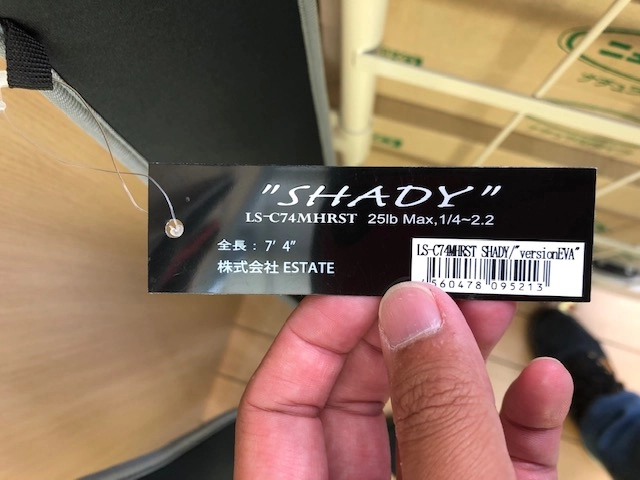 "SHADY"
LS-C74MHRST 25lb Max,1/4~2.2
全長: 7' 4"
株式会社 ESTATE
LS-C74MHRST SHADY/"versionEVA"
560478 095213